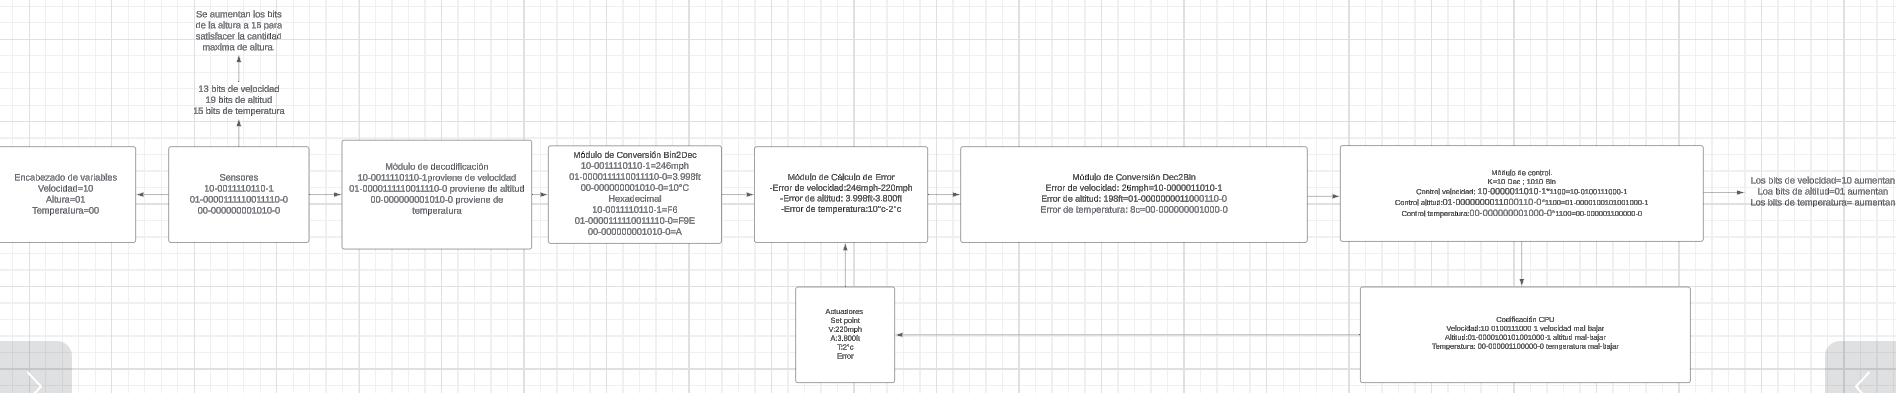 Se aumentan los bits
de la altura a 15 para
satisfacer la cantidad
maxima de altura.
13 bits de velocidad
19 bits de altitud
15 bits de temperatura
Encabezado de variables
Velocidad=10
Altura=01
Temperatura=00
Sensores
10-0011110110-1
01-0000111110011110-0
00-000000001010-0
Módulo de decodificación
10-0011110110-1proviene de velocidad
01-0000111110011110-0 proviene de altitud
00-000000001010-0 proviene de
temperatura
Módulo de Conversión Bin2Dec
10-0011110110-1=246mph
01-0000111110011110-0=3.998ft
00-000000001010-0=10°C
Hexadecimal
10-0011110110-1=F6
01-0000111110011110-0=F9E
00-000000001010-0=A
Módulo de Cálculo de Error
-Error de velocidad:246mph-220mph
-Error de altitud: 3.998ft-3.800ft
-Error de temperatura:10°c-2°c
Módulo de Conversión Dec2Bin
Error de velocidad: 26mph=10-0000011010-1
Error de altitud: 198ft=01-0000000011000110-0
Error de temperatura: 8c=00-000000001000-0
Módulo de control.
K=10 Dec ; 1010 Bin
Control velocidad: 10-0000011010-1*1100=10-0100111000-1
Control altitud:01-0000000011000110-0*1100=01-0000100101001000-1
Control temperatura:00-000000001000-0*1100=00-000001100000-0
Los bits de velocidad=10 aumentan
Loa bits de altitud=01 aumentan
Los bits de temperatura= aumentan
Actuadores
Set point
V:220mph
A:3.800ft
T:2°c
Error
Codificación CPU
Velocidad:10 0100111000 1 velocidad mal bajar
Altitud:01-0000100101001000-1 altitud mal-bajar
Temperatura: 00-000001100000-0 temperatura mal-bajar